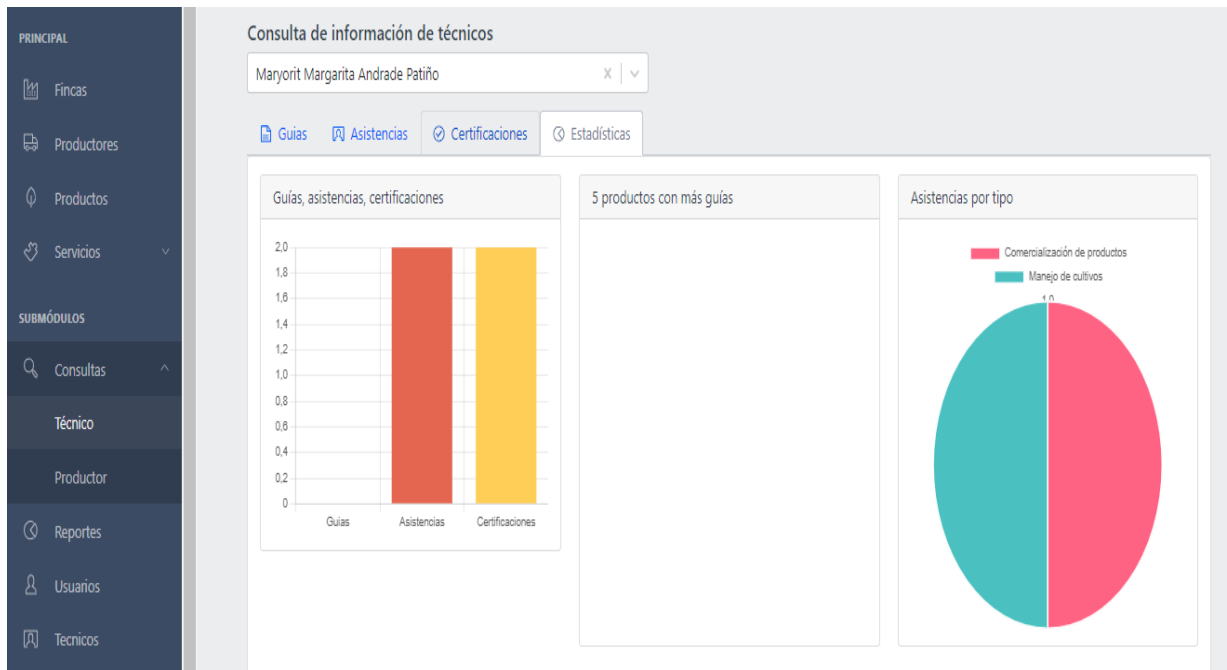 PRINCIPAL
Fincas
Productores
Productos
Servicios
SUBMÓDULOS
Consultas
Técnico
Productor
Reportes
Usuarios
Tecnicos
Consulta de información de técnicos
Maryorit Margarita Andrade Patiño
Guias Asistencias Certificaciones Estadísticas
Guías, asistencias, certificaciones
2,0
1,8
1,6
1,4
1,2
1,0
0,8
0,6
0,4
0,2
0
Guias Asistencias Certificaciones
5 productos con más guías
Asistencias por tipo
Comercialización de productos
Manejo de cultivos
1,0